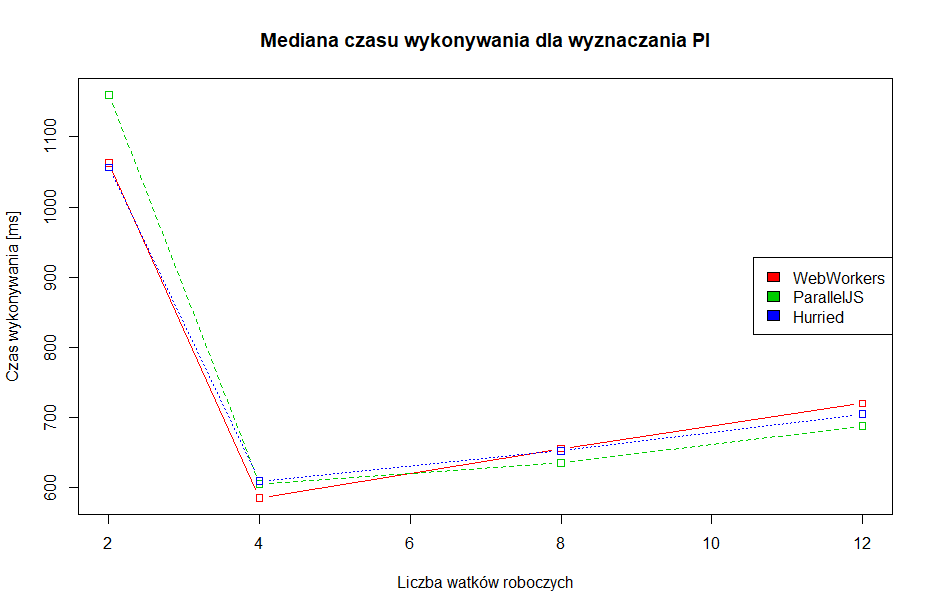 Mediana czasu wykonywania dla wyznaczania PI
Czas wykonywania [ms]
1100
1000
900
800
700
600
WebWorkers
ParallelJS
Hurried
2 4 6 8 10 12
Liczba watków roboczych